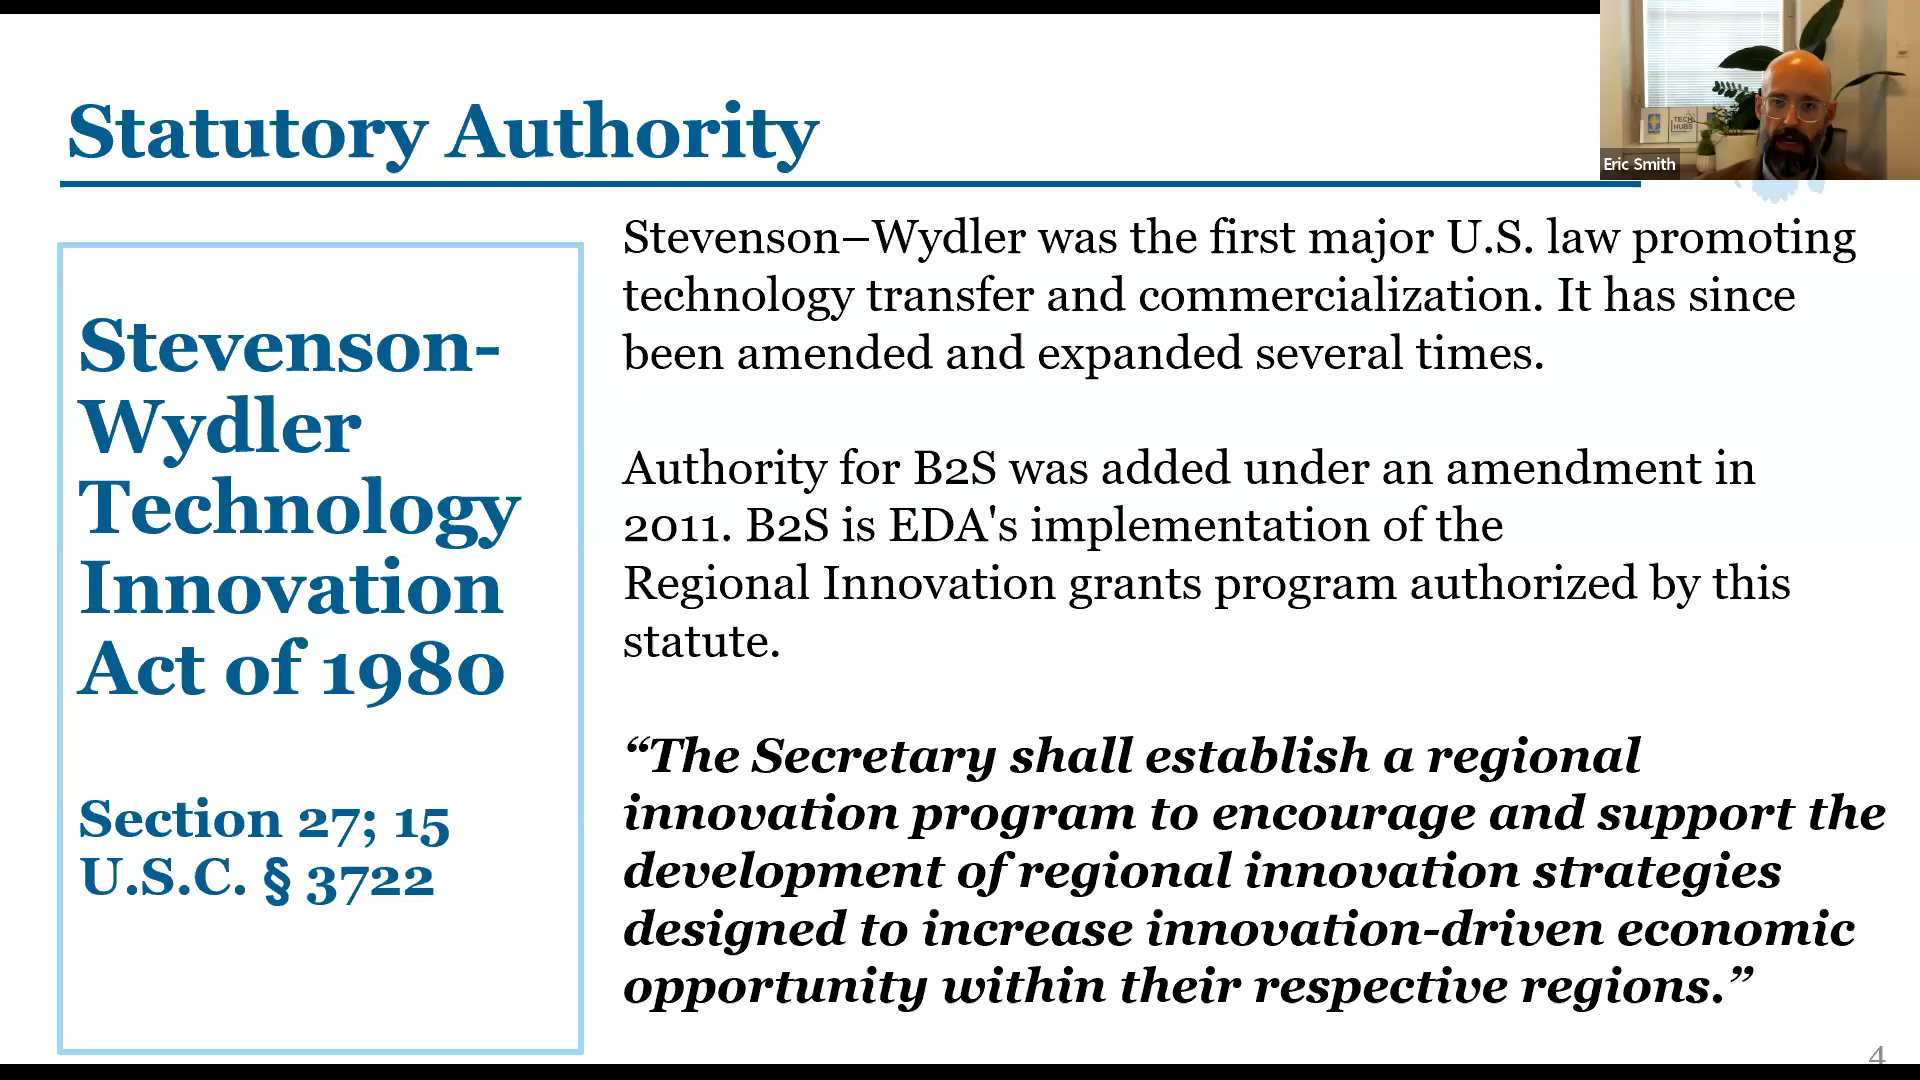 Statutory Authority
TECH
HUBS
Eric Smith
Stevenson-
Wydler
Technology
Innovation
Act of 1980
Section 27; 15
U.S.C. § 3722
Stevenson–Wydler was the first major U.S. law promoting
technology transfer and commercialization. It has since
been amended and expanded several times.
Authority for B2S was added under an amendment in
2011. B2S is EDA's implementation of the
Regional Innovation grants program authorized by this
statute.
“The Secretary shall establish a regional
innovation program to encourage and support the
development of regional innovation strategies
designed to increase innovation-driven economic
opportunity within their respective regions.”
4